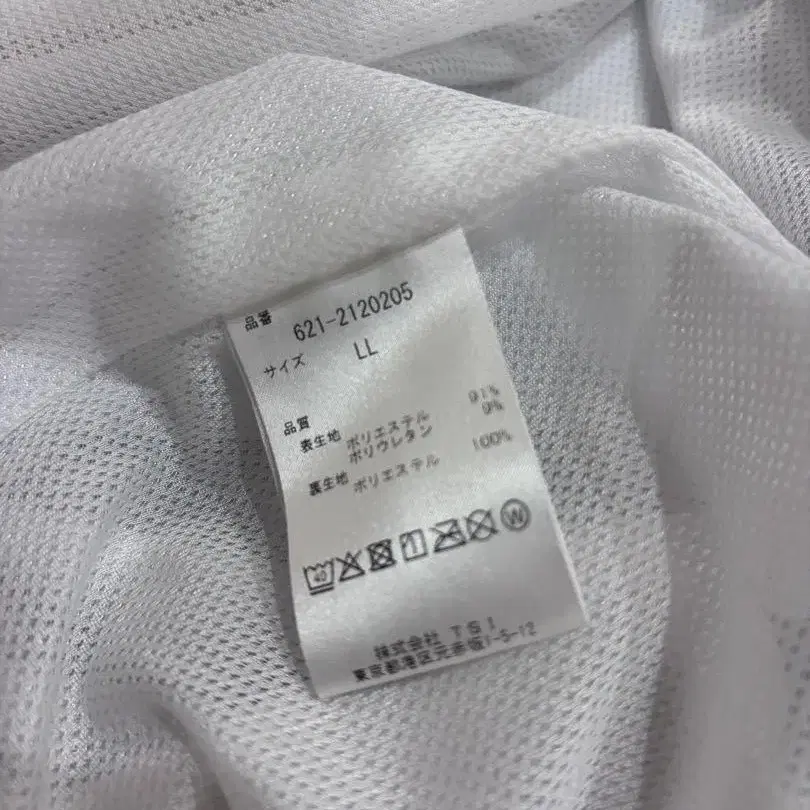 品番 621-2120205
サイズ LL
品質
表生地 ポリエステル 91%
ポリウレタン 9%
裏生地 ポリエステル 100%
40 W
株式会社 TSI
東京都港区元赤坂1-5-12